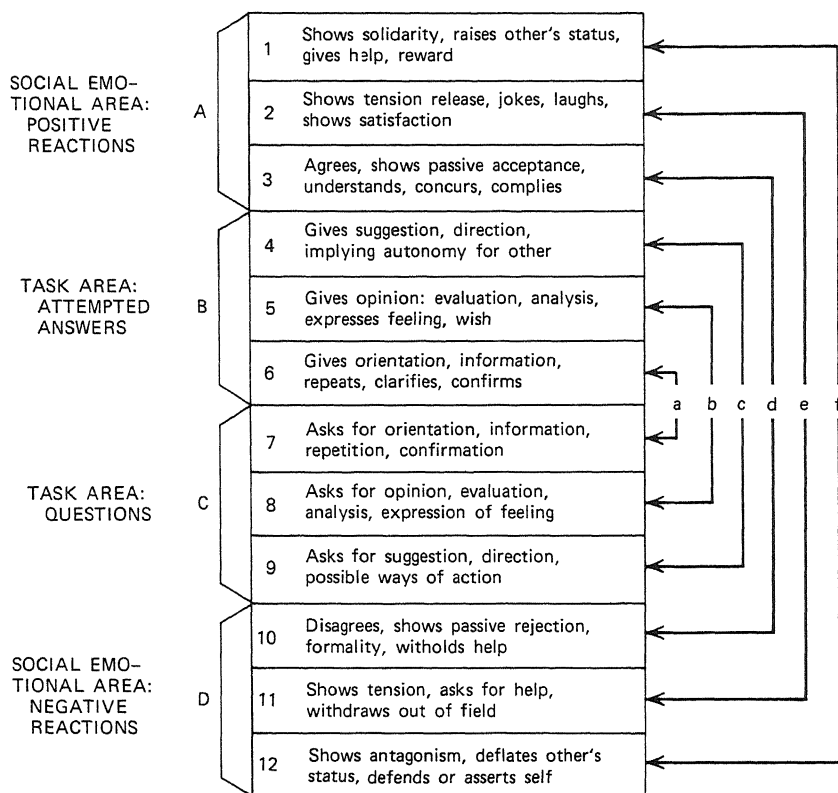 SOCIAL EMO-
TIONAL AREA:
POSITIVE
REACTIONS
A
1 Shows solidarity, raises other's status,
gives help, reward
2 Shows tension release, jokes, laughs,
shows satisfaction
3 Agrees, shows passive acceptance,
understands, concurs, complies
TASK AREA:
ATTEMPTED
ANSWERS
B
4 Gives suggestion, direction,
implying autonomy for other
5 Gives opinion: evaluation, analysis,
expresses feeling, wish
6 Gives orientation, information,
repeats, clarifies, confirms
a b c d e f
TASK AREA:
QUESTIONS
C
7 Asks for orientation, information,
repetition, confirmation
8 Asks for opinion, evaluation,
analysis, expression of feeling
9 Asks for suggestion, direction,
possible ways of action
SOCIAL EMO-
TIONAL AREA:
NEGATIVE
REACTIONS
D
10 Disagrees, shows passive rejection,
formality, witholds help
11 Shows tension, asks for help,
withdraws out of field
12 Shows antagonism, deflates other's
status, defends or asserts self